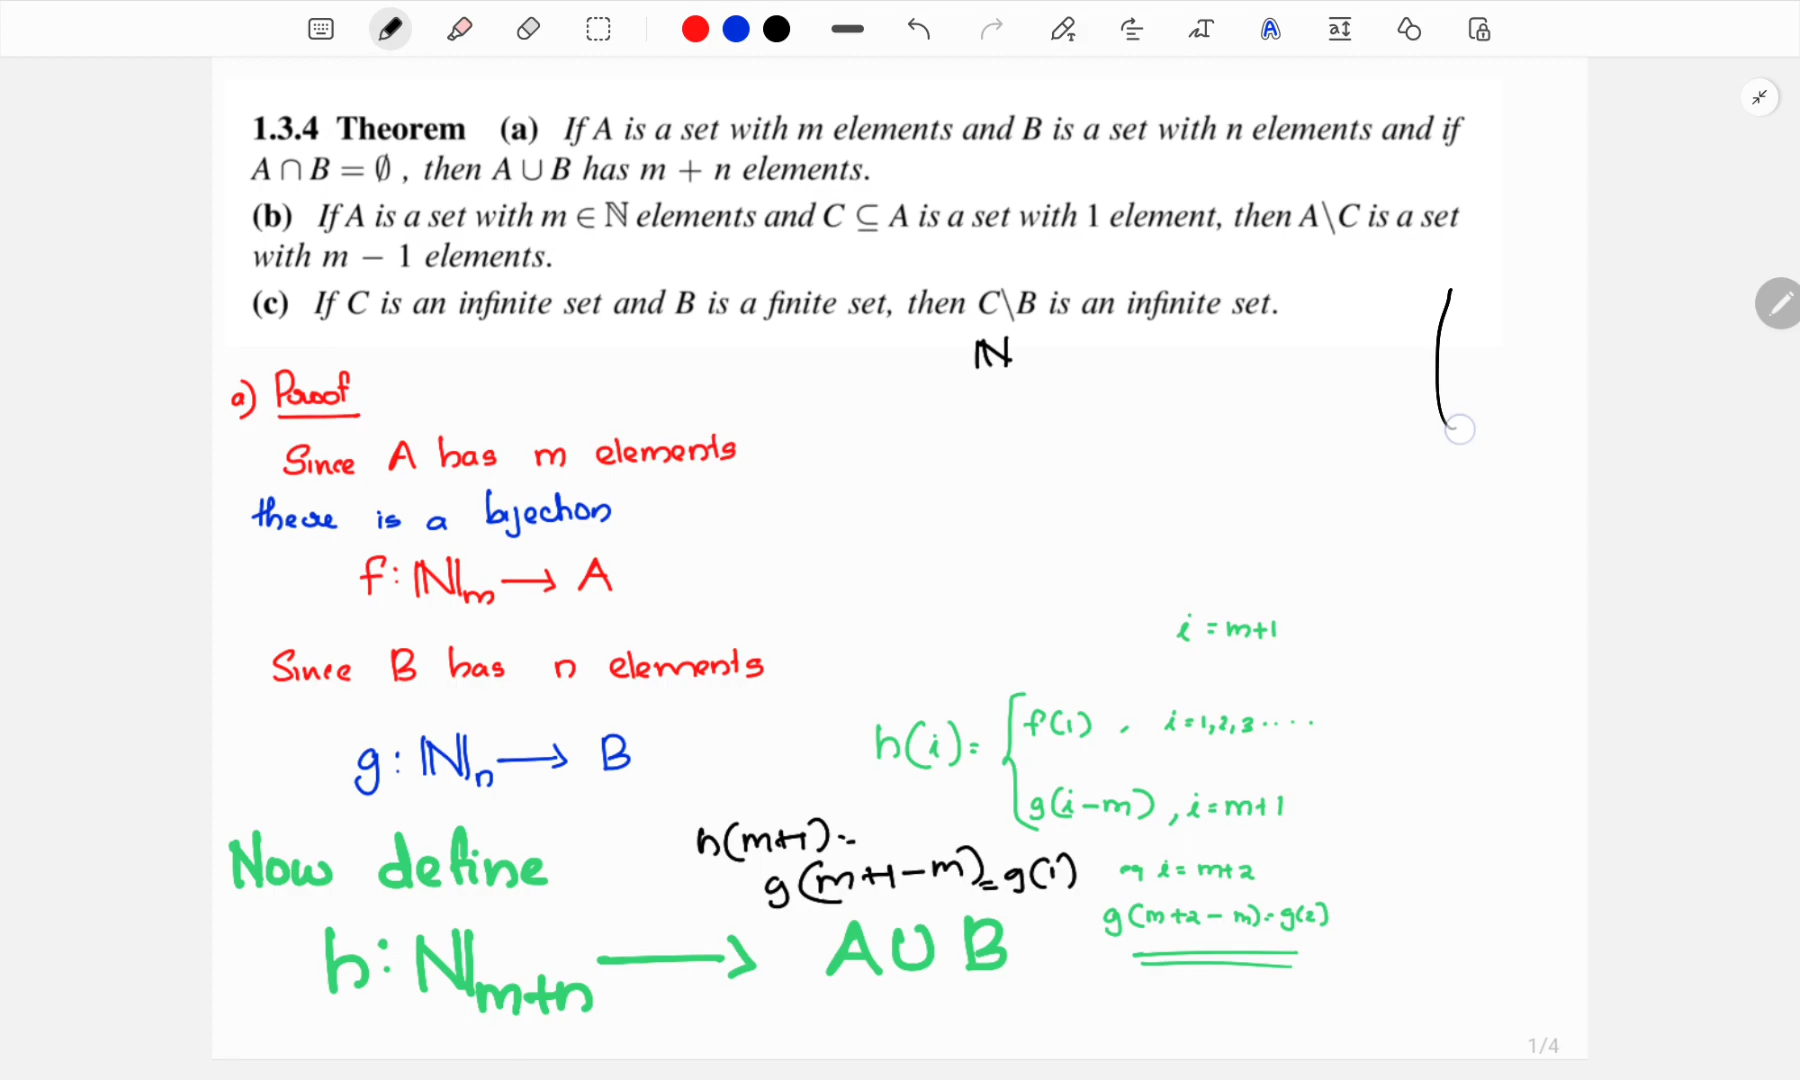 1.3.4 Theorem (a) If A is a set with m elements and B is a set with n elements and if
A ∩ B = ∅ , then A ∪ B has m + n elements.
(b) If A is a set with m ∈ ℕ elements and C ⊆ A is a set with 1 element, then A\C is a set
with m − 1 elements.
(c) If C is an infinite set and B is a finite set, then C\B is an infinite set.
ℕ
a) Proof
Since A has m elements
there is a bijection
f: ℕm → A
i = m+1
Since B has n elements
h(i) = { f(i) , i = 1,2,3 ....
g(i−m) , i = m+1
g: ℕn → B
h(m+1) =
g(m+1−m) = g(1)
eg i = m+2
g(m+2−m) = g(2)
Now define
h: ℕm+n → A∪B
1/4